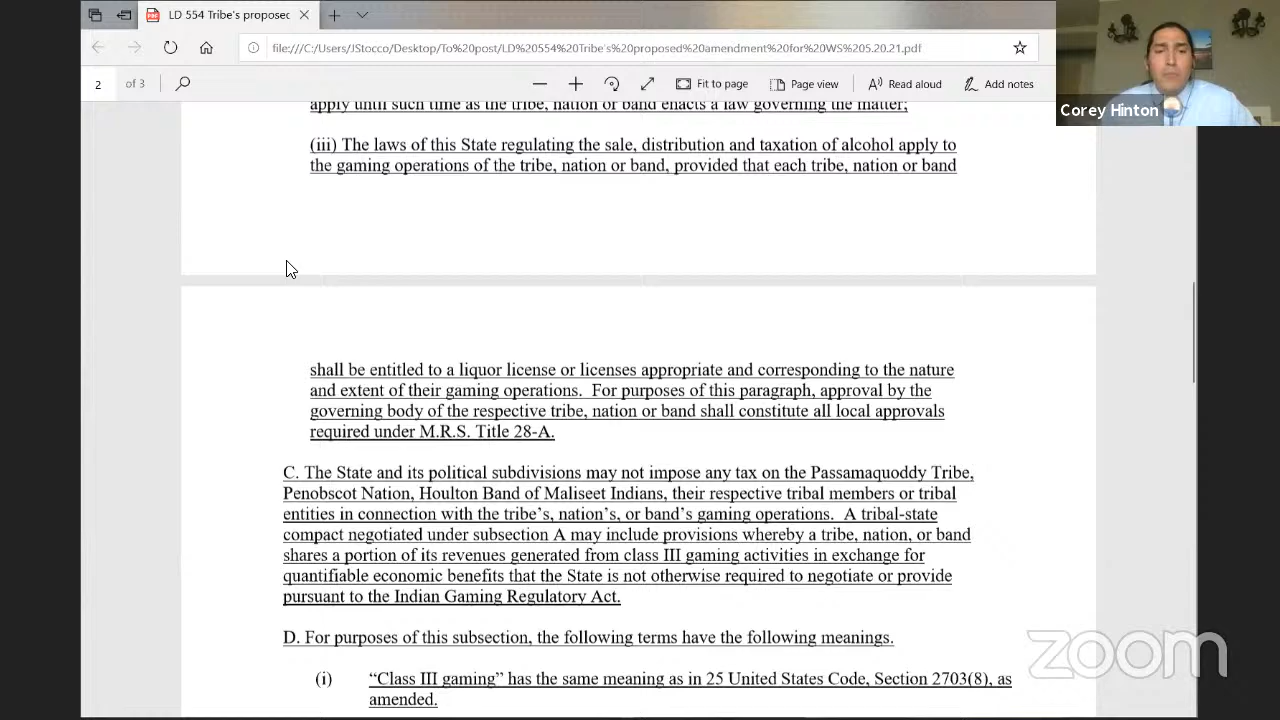 LD 554 Tribe's proposed
file:///C:/Users/JStocco/Desktop/To%20post/LD%20554%20Tribe's%20proposed%20amendment%20for%20WS%205.20.21.pdf
2 of 3
Fit to page
Page view
Read aloud
Add notes
Corey Hinton
apply until such time as the tribe, nation or band enacts a law governing the matter;
(iii) The laws of this State regulating the sale, distribution and taxation of alcohol apply to
the gaming operations of the tribe, nation or band, provided that each tribe, nation or band
shall be entitled to a liquor license or licenses appropriate and corresponding to the nature
and extent of their gaming operations. For purposes of this paragraph, approval by the
governing body of the respective tribe, nation or band shall constitute all local approvals
required under M.R.S. Title 28-A.
C. The State and its political subdivisions may not impose any tax on the Passamaquoddy Tribe,
Penobscot Nation, Houlton Band of Maliseet Indians, their respective tribal members or tribal
entities in connection with the tribe's, nation's, or band's gaming operations. A tribal-state
compact negotiated under subsection A may include provisions whereby a tribe, nation, or band
shares a portion of its revenues generated from class III gaming activities in exchange for
quantifiable economic benefits that the State is not otherwise required to negotiate or provide
pursuant to the Indian Gaming Regulatory Act.
D. For purposes of this subsection, the following terms have the following meanings.
(i) “Class III gaming” has the same meaning as in 25 United States Code, Section 2703(8), as
amended.
zoom